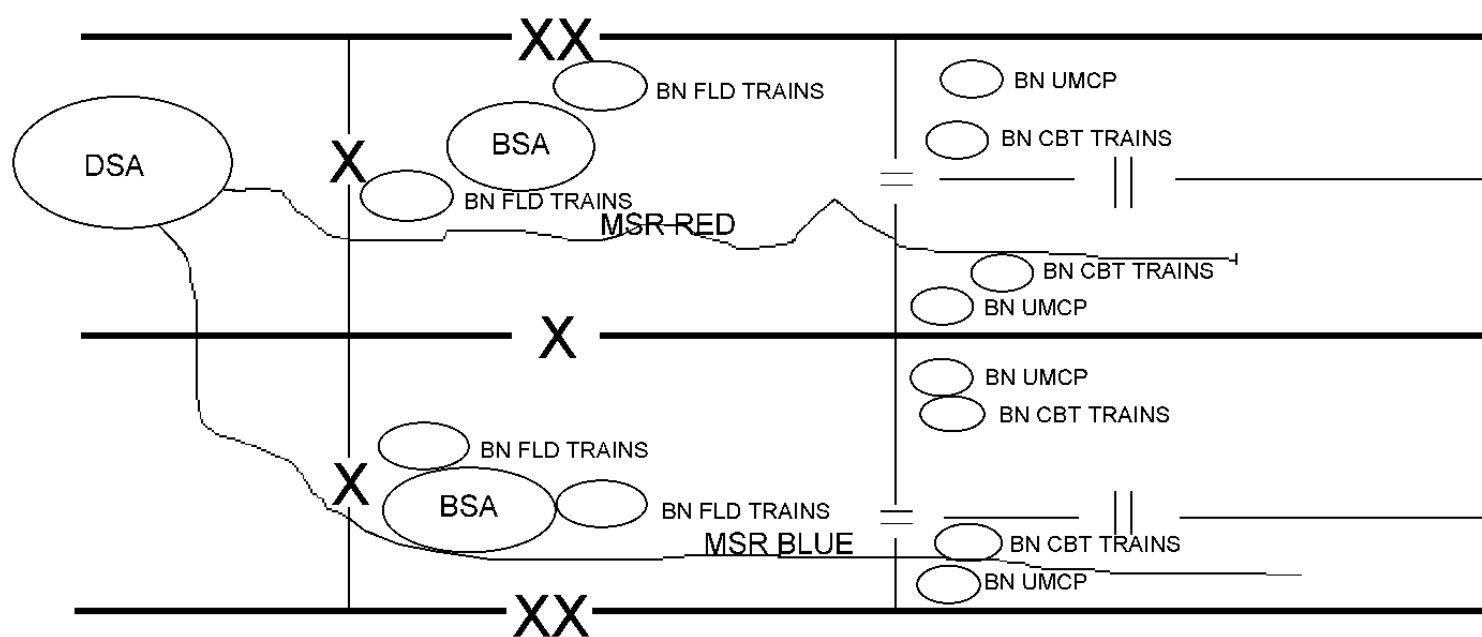 XX
BN UMCP
BN FLD TRAINS
BSA
BN CBT TRAINS
DSA
X
BN FLD TRAINS
MSR RED
BN CBT TRAINS
BN UMCP
X
BN UMCP
BN CBT TRAINS
BN FLD TRAINS
X
BSA
BN FLD TRAINS
MSR BLUE
BN CBT TRAINS
BN UMCP
XX